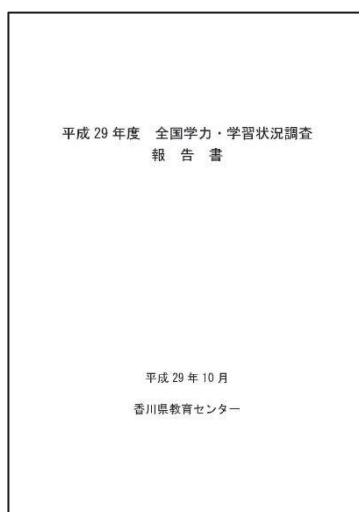 平成 29 年度　全国学力・学習状況調査
報　告　書
平成 29 年 10 月
香川県教育センター